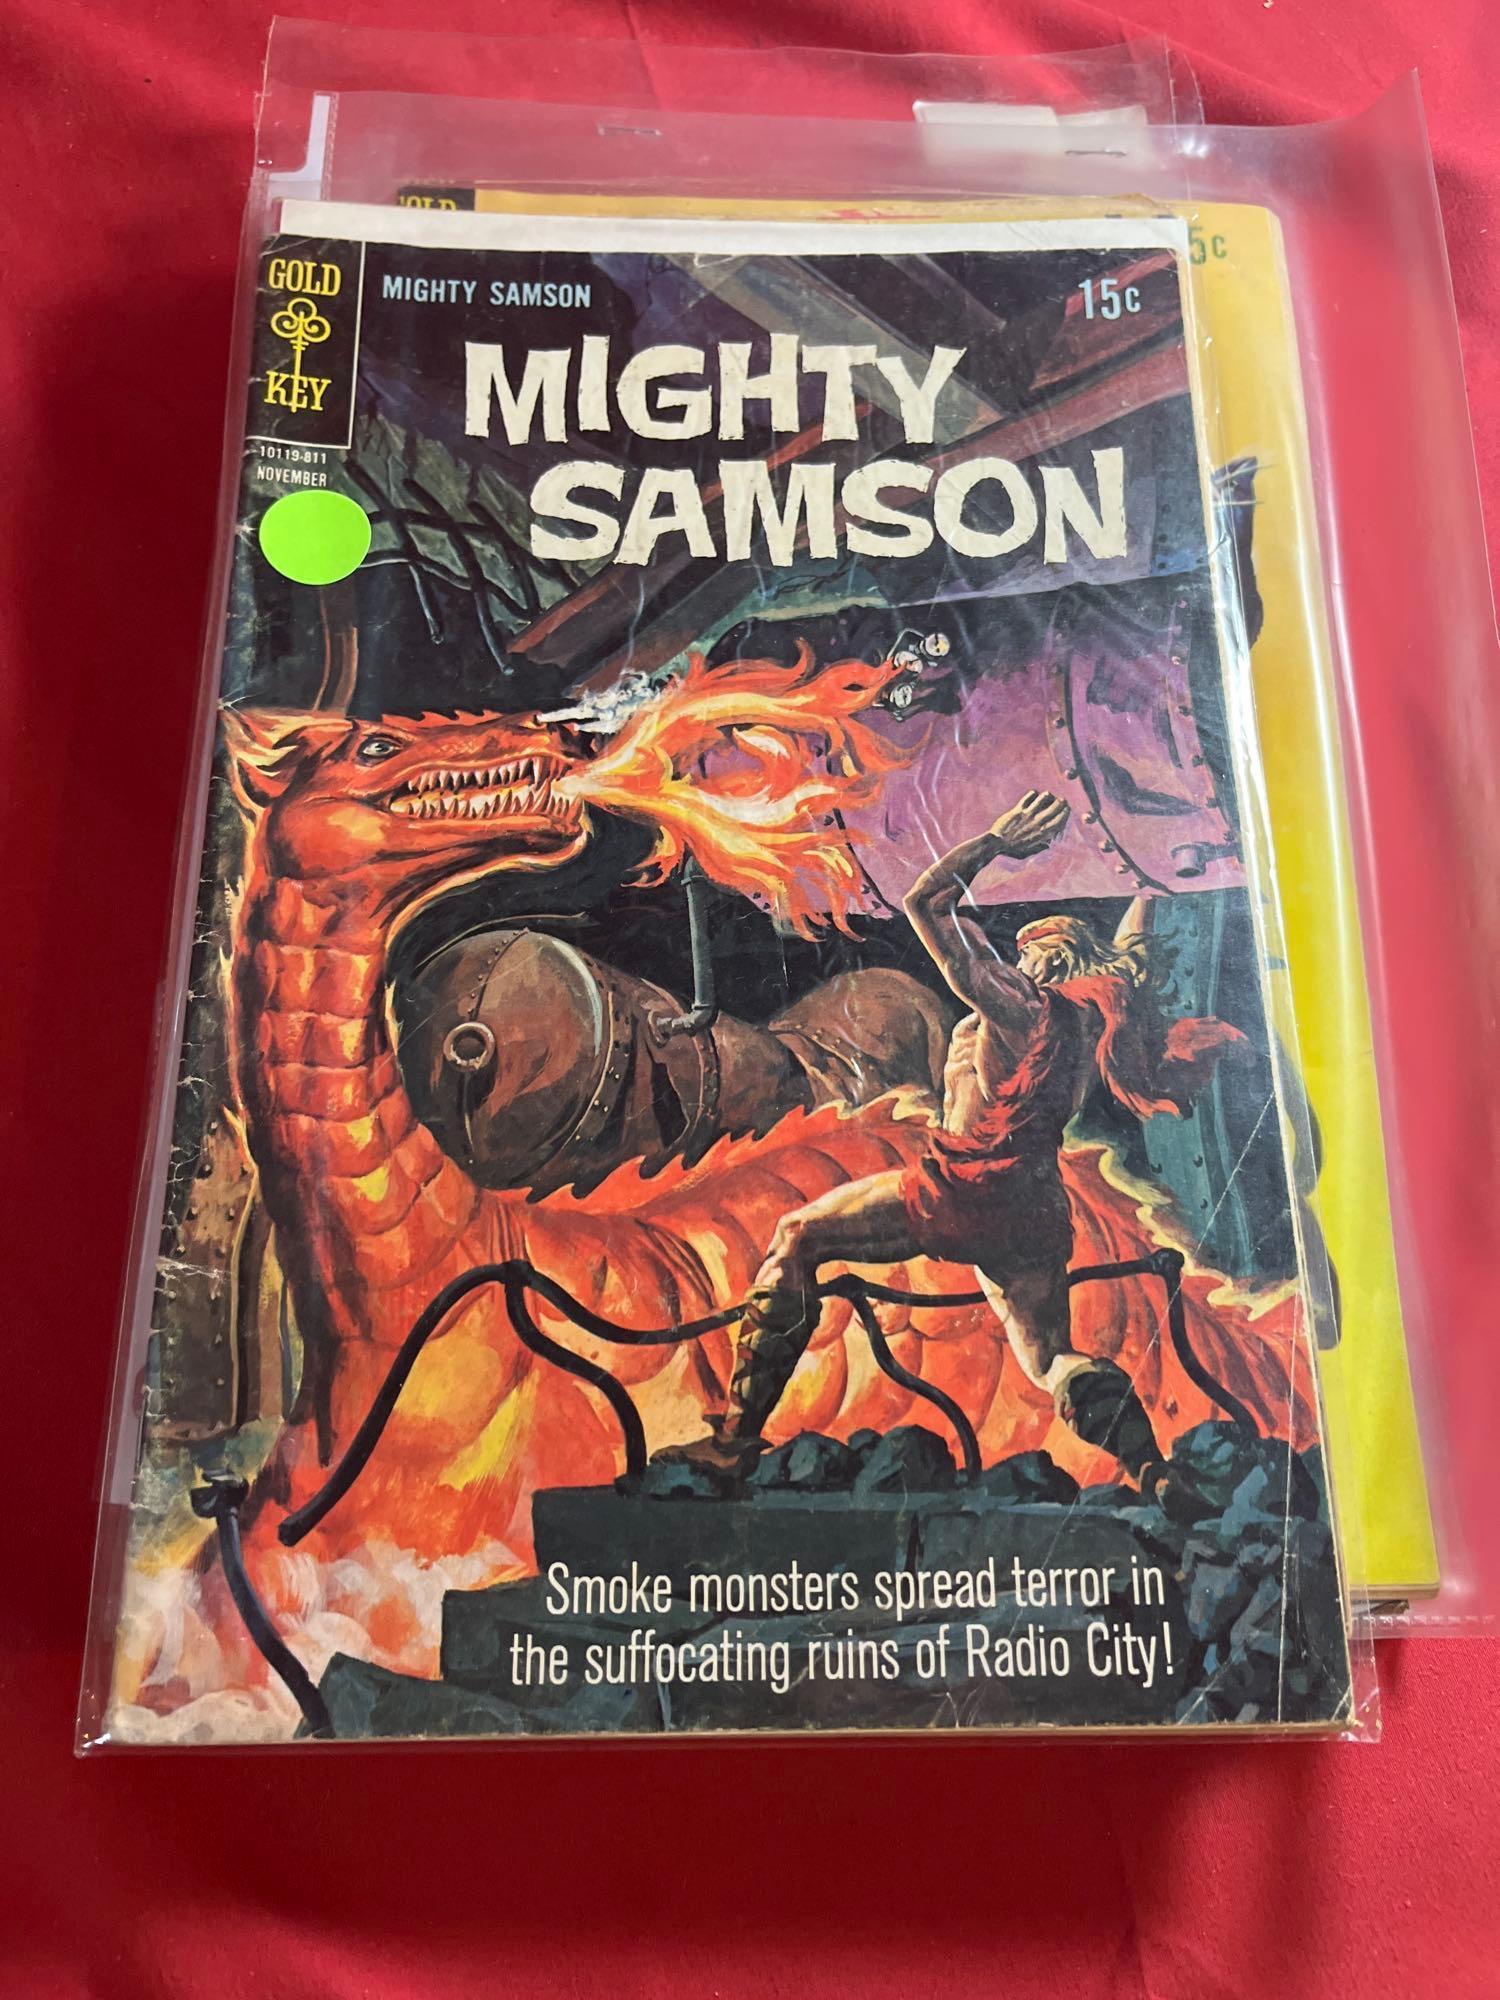 GOLD
KEY
10119-811
NOVEMBER
MIGHTY SAMSON
15c
MIGHTY
SAMSON
Smoke monsters spread terror in
the suffocating ruins of Radio City!
5c